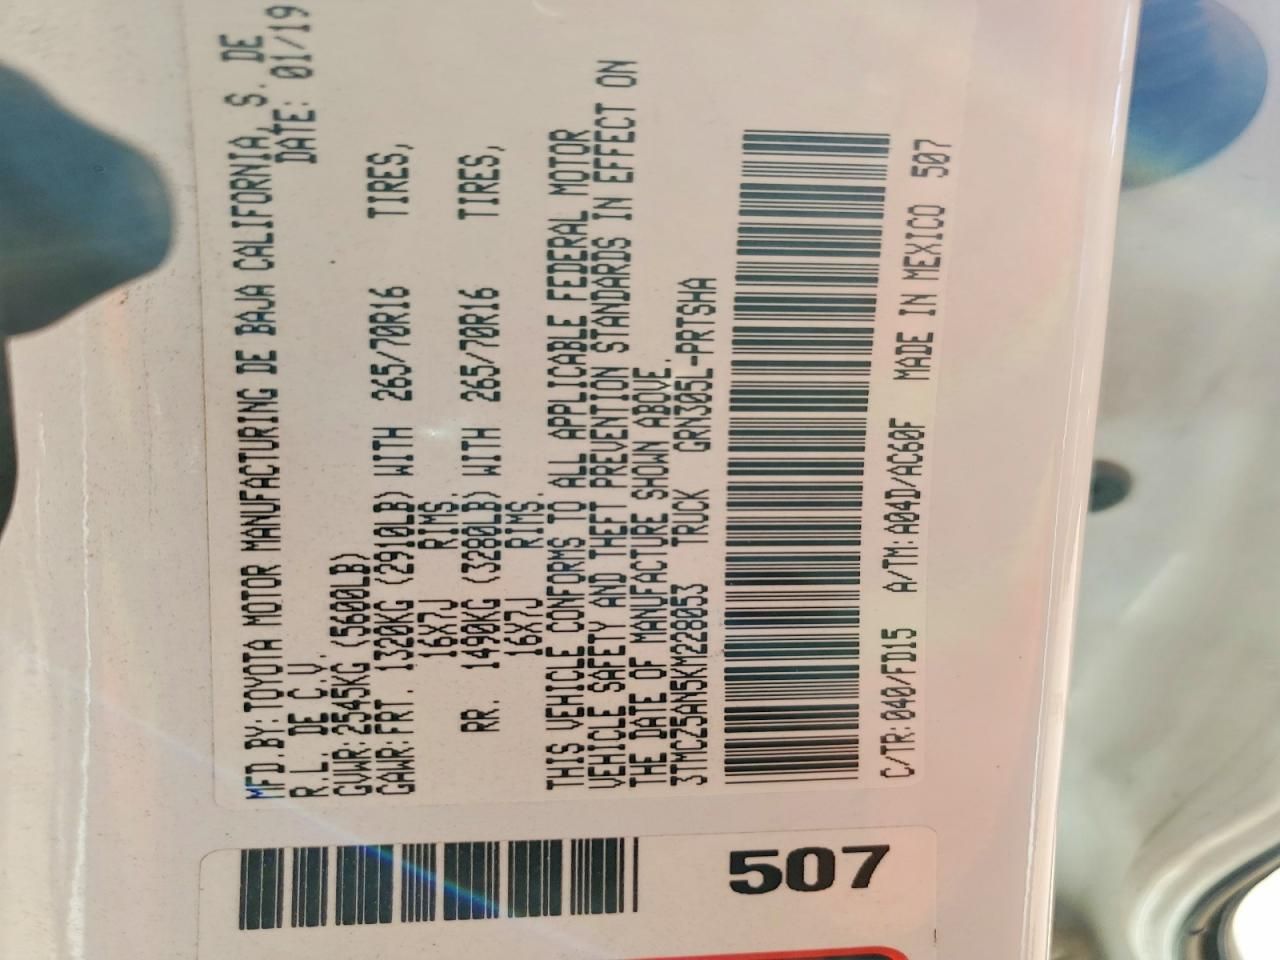 MFD.BY:TOYOTA MOTOR MANUFACTURING DE BAJA CALIFORNIA, S. DE
R.L. DE C.V. DATE: 01/19
GVWR:2545KG (5600LB)
GAWR:FRT. 1320KG (2910LB) WITH 265/70R16 TIRES,
16X7J RIMS.
RR. 1490KG (3280LB) WITH 265/70R16 TIRES,
16X7J RIMS.
THIS VEHICLE CONFORMS TO ALL APPLICABLE FEDERAL MOTOR
VEHICLE SAFETY AND THEFT PREVENTION STANDARDS IN EFFECT ON
THE DATE OF MANUFACTURE SHOWN ABOVE.
3TMCZ5AN5KM228053 TRUCK GRN305L-PRTSHA
C/TR:040/FD15 A/TM:A04D/AC60F MADE IN MEXICO 507
507